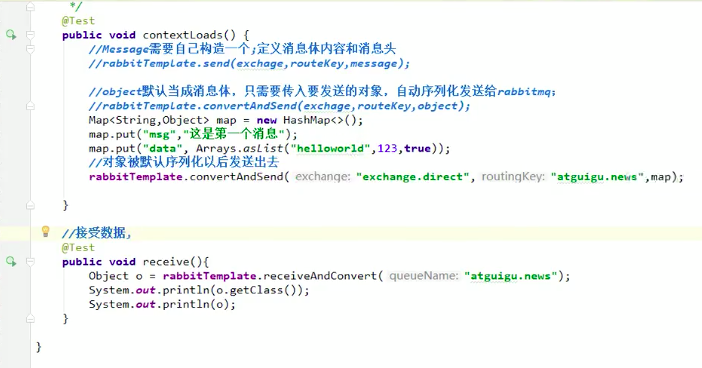 */
@Test
public void contextLoads() {
//Message需要自己构造一个;定义消息体内容和消息头
//rabbitTemplate.send(exchage,routeKey,message);
//object默认当成消息体，只需要传入要发送的对象，自动序列化发送给rabbitmq；
//rabbitTemplate.convertAndSend(exchage,routeKey,object);
Map<String,Object> map = new HashMap<>();
map.put("msg","这是第一个消息");
map.put("data", Arrays.asList("helloworld",123,true));
//对象被默认序列化以后发送出去
rabbitTemplate.convertAndSend( exchange: "exchange.direct", routingKey: "atguigu.news",map);
}
//接受数据，
@Test
public void receive(){
Object o = rabbitTemplate.receiveAndConvert( queueName: "atguigu.news");
System.out.println(o.getClass());
System.out.println(o);
}
}